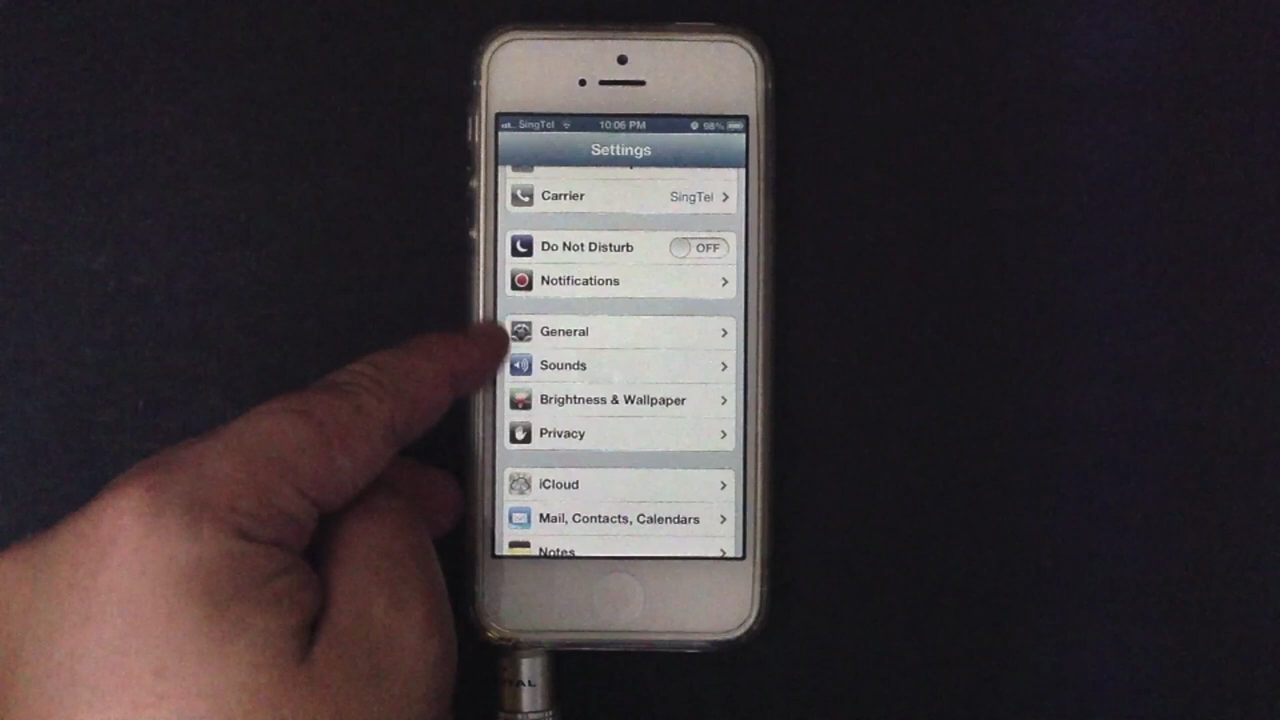 SingTel 10:06 PM 98%
Settings
Carrier SingTel
Do Not Disturb OFF
Notifications
General
Sounds
Brightness & Wallpaper
Privacy
iCloud
Mail, Contacts, Calendars
Notes